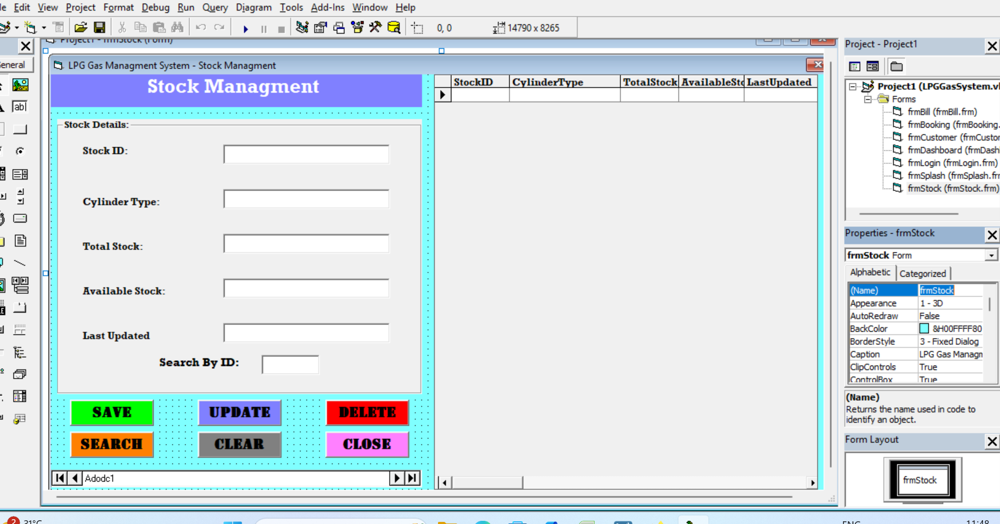 Edit View Project Format Debug Run Query Diagram Tools Add-Ins Window Help
0, 0 14790 x 8265
Project1 - frmStock (Form)
LPG Gas Managment System - Stock Managment
Stock Managment
Stock Details:
Stock ID:
Cylinder Type:
Total Stock:
Available Stock:
Last Updated
Search By ID:
SAVE UPDATE DELETE
SEARCH CLEAR CLOSE
Adodc1
StockID CylinderType TotalStock AvailableSto LastUpdated
Project - Project1
Project1 (LPGGasSystem.vb
Forms
frmBill (frmBill.frm)
frmBooking (frmBooking.
frmCustomer (frmCustor
frmDashboard (frmDash
frmLogin (frmLogin.frm)
frmSplash (frmSplash.frm
frmStock (frmStock.frm)
Properties - frmStock
frmStock Form
Alphabetic Categorized
(Name) frmStock
Appearance 1 - 3D
AutoRedraw False
BackColor &H00FFFF80
BorderStyle 3 - Fixed Dialog
Caption LPG Gas Managm
ClipControls True
ControlBox True
(Name)
Returns the name used in code to
identify an object.
Form Layout
frmStock
General
2 31°C
ENG 11:48